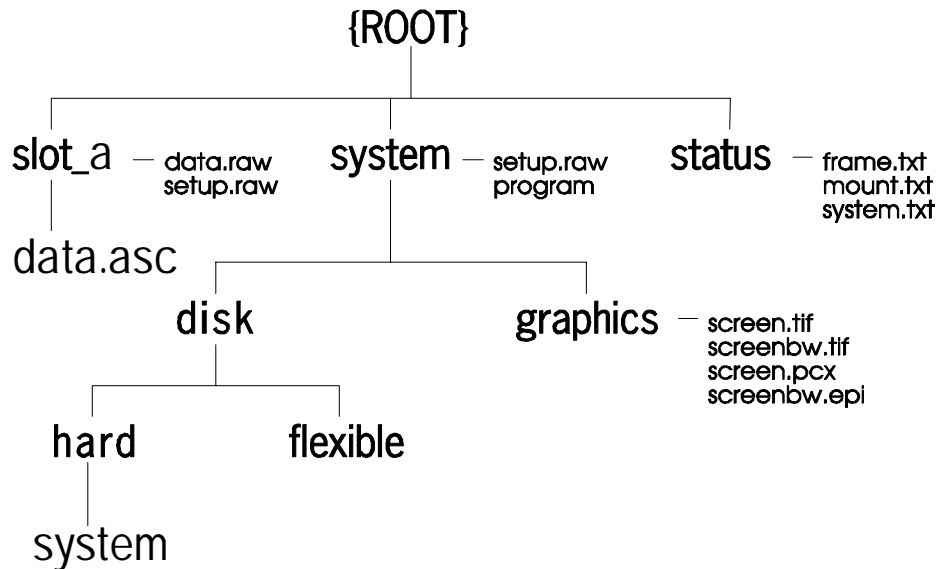 {ROOT}
slot_a
data.raw
setup.raw
system
setup.raw
program
status
frame.txt
mount.txt
system.txt
data.asc
disk
graphics
screen.tif
screenbw.tif
screen.pcx
screenbw.epi
hard
flexible
system